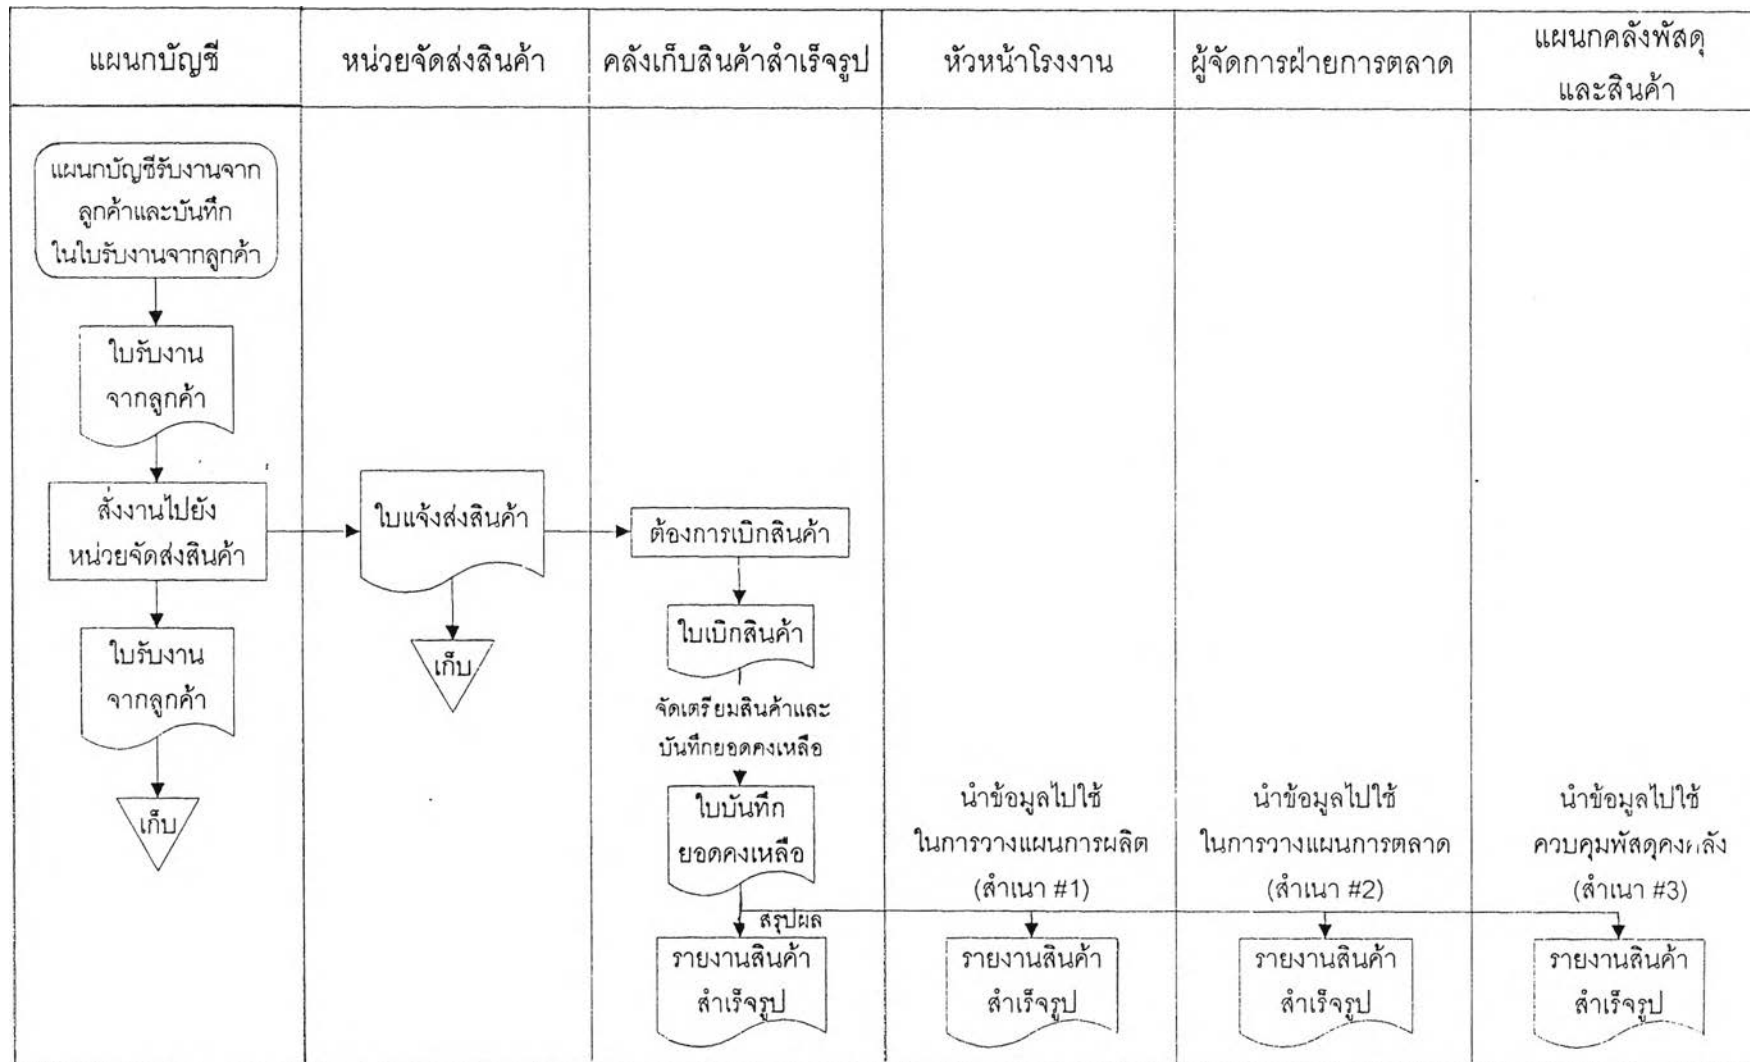 แผนกบัญชี
หน่วยจัดส่งสินค้า
คลังเก็บสินค้าสำเร็จรูป
หัวหน้าโรงงาน
ผู้จัดการฝ่ายการตลาด
แผนกคลังพัสดุ
และสินค้า
แผนกบัญชีรับงานจาก
ลูกค้าและบันทึก
ในใบรับงานจากลูกค้า
ใบรับงาน
จากลูกค้า
สั่งงานไปยัง
หน่วยจัดส่งสินค้า
ใบรับงาน
จากลูกค้า
เก็บ
ใบแจ้งส่งสินค้า
เก็บ
ต้องการเบิกสินค้า
ใบเบิกสินค้า
จัดเตรียมสินค้าและ
บันทึกยอดคงเหลือ
ใบบันทึก
ยอดคงเหลือ
สรุปผล
รายงานสินค้า
สำเร็จรูป
นำข้อมูลไปใช้
ในการวางแผนการผลิต
(สำเนา #1)
รายงานสินค้า
สำเร็จรูป
นำข้อมูลไปใช้
ในการวางแผนการตลาด
(สำเนา #2)
รายงานสินค้า
สำเร็จรูป
นำข้อมูลไปใช้
ควบคุมพัสดุคงคลัง
(สำเนา #3)
รายงานสินค้า
สำเร็จรูป